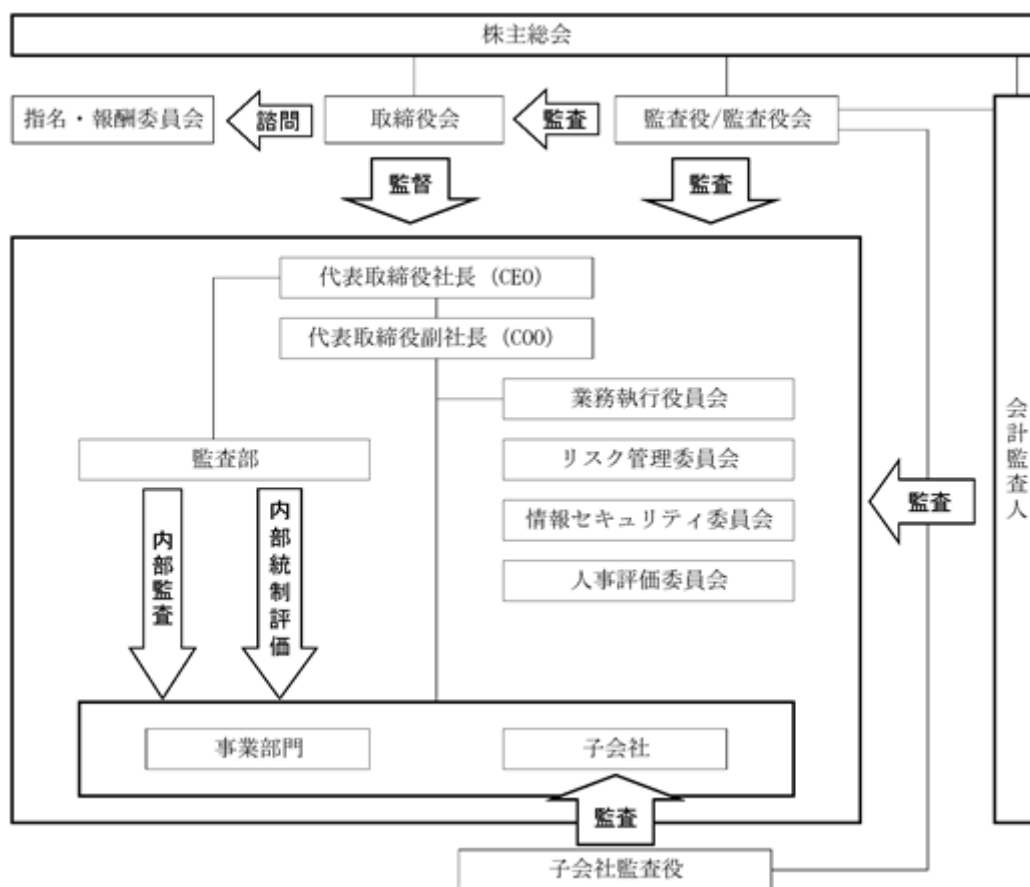 株主総会
指名・報酬委員会
諮問
取締役会
監査
監査役/監査役会
監督
監査
代表取締役社長 (CEO)
代表取締役副社長 (COO)
業務執行役員会
監査部
リスク管理委員会
情報セキュリティ委員会
人事評価委員会
内部監査
内部統制評価
監査
会計監査人
事業部門
子会社
監査
子会社監査役